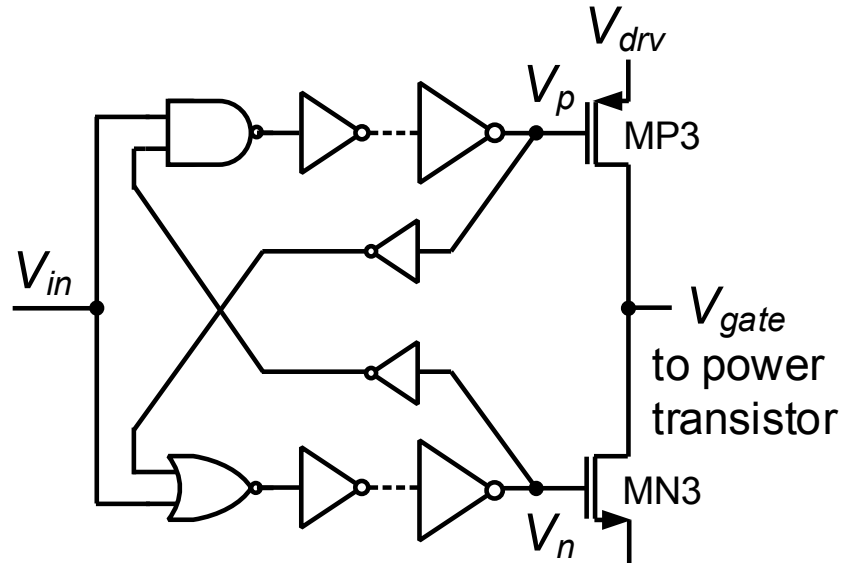 V_drv
V_p
MP3
V_in
V_gate
to power
transistor
MN3
V_n